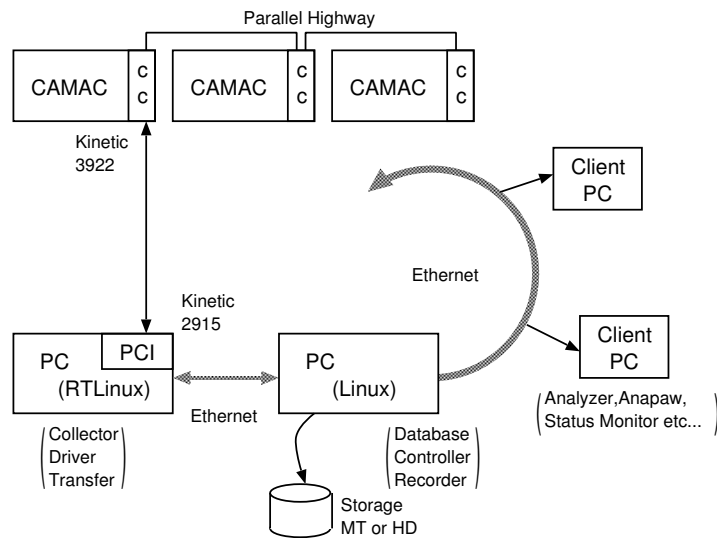 Parallel Highway
CAMAC
C
C
CAMAC
C
C
CAMAC
C
C
Kinetic
3922
Client
PC
Ethernet
Kinetic
2915
PC
(RTLinux)
PCI
Ethernet
PC
(Linux)
Client
PC
(Analyzer,Anapaw,
Status Monitor etc...)
(Collector
Driver
Transfer)
(Database
Controller
Recorder)
Storage
MT or HD